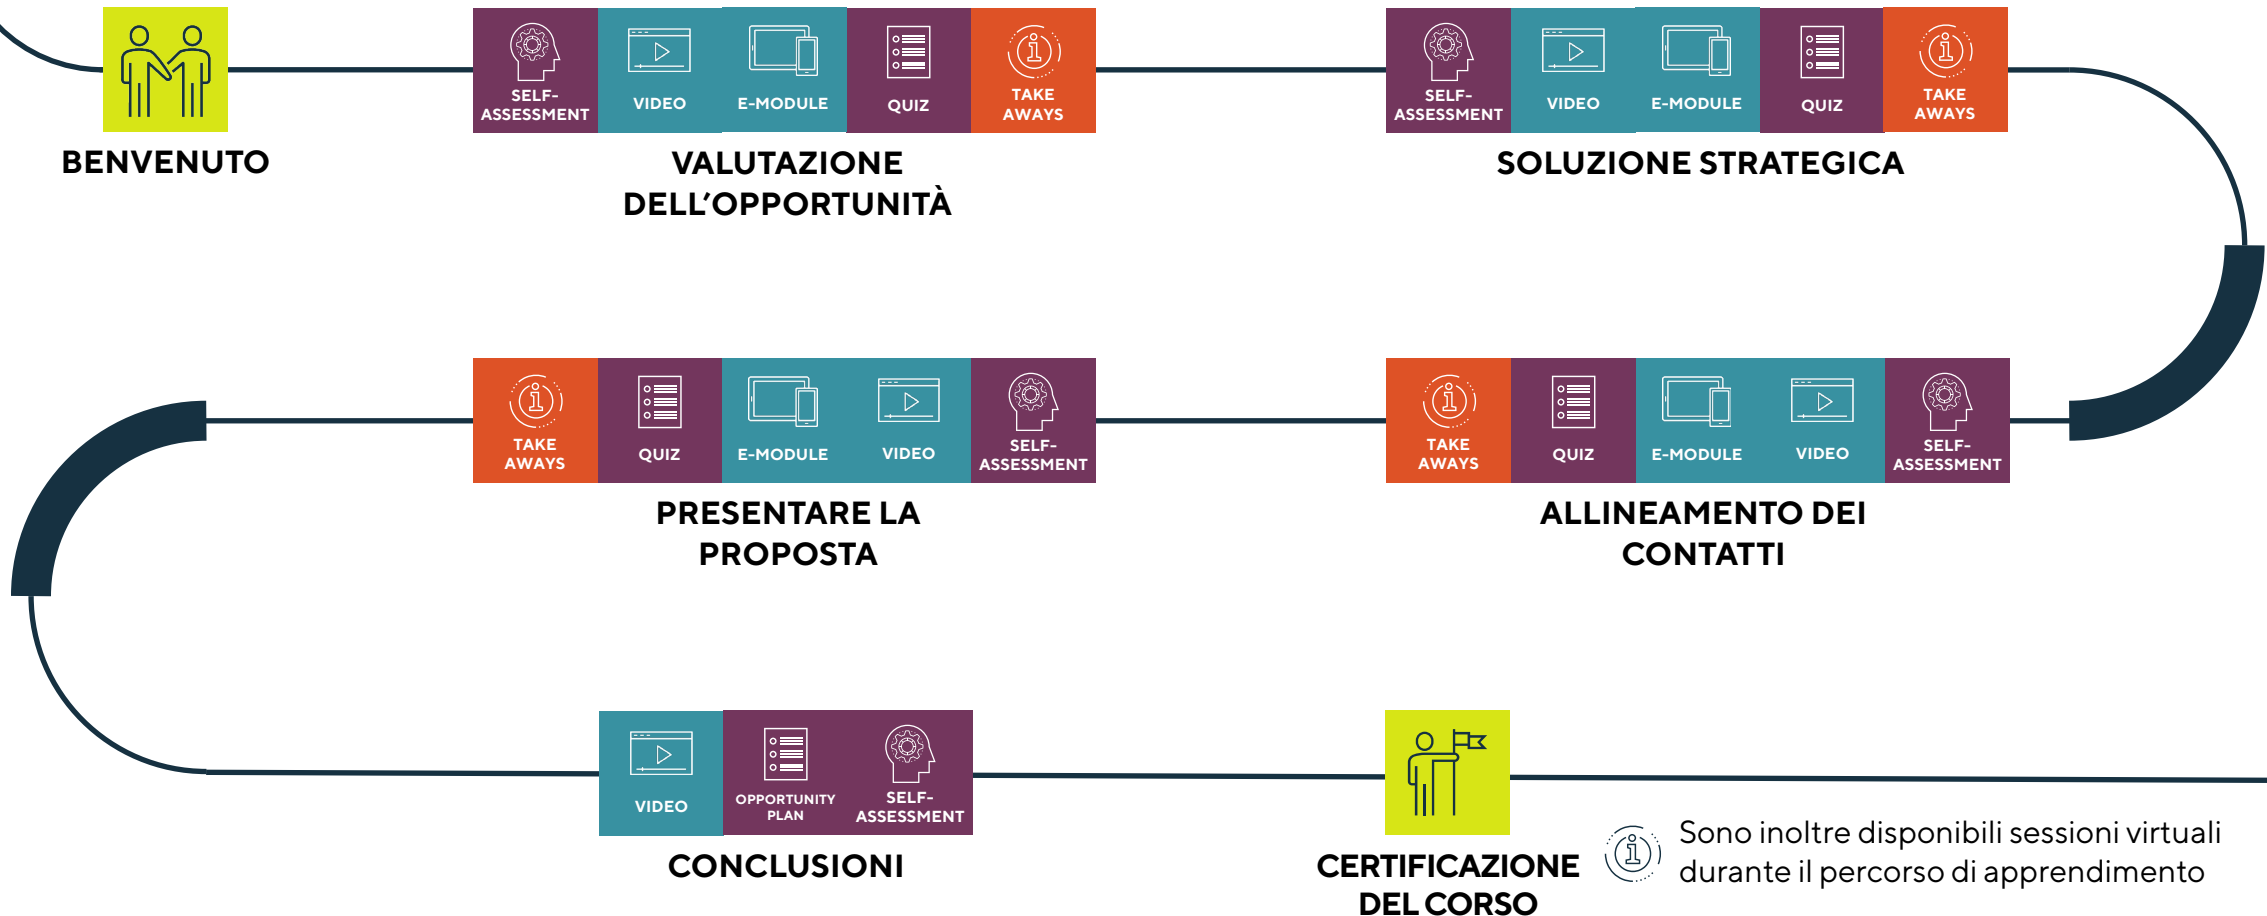 SELF-
ASSESSMENT
VIDEO
E-MODULE
QUIZ
TAKE
AWAYS
SELF-
ASSESSMENT
VIDEO
E-MODULE
QUIZ
TAKE
AWAYS
BENVENUTO
VALUTAZIONE
DELL’OPPORTUNITÀ
SOLUZIONE STRATEGICA
TAKE
AWAYS
QUIZ
E-MODULE
VIDEO
SELF-
ASSESSMENT
TAKE
AWAYS
QUIZ
E-MODULE
VIDEO
SELF-
ASSESSMENT
PRESENTARE LA
PROPOSTA
ALLINEAMENTO DEI
CONTATTI
VIDEO
OPPORTUNITY
PLAN
SELF-
ASSESSMENT
CONCLUSIONI
CERTIFICAZIONE
DEL CORSO
Sono inoltre disponibili sessioni virtuali
durante il percorso di apprendimento